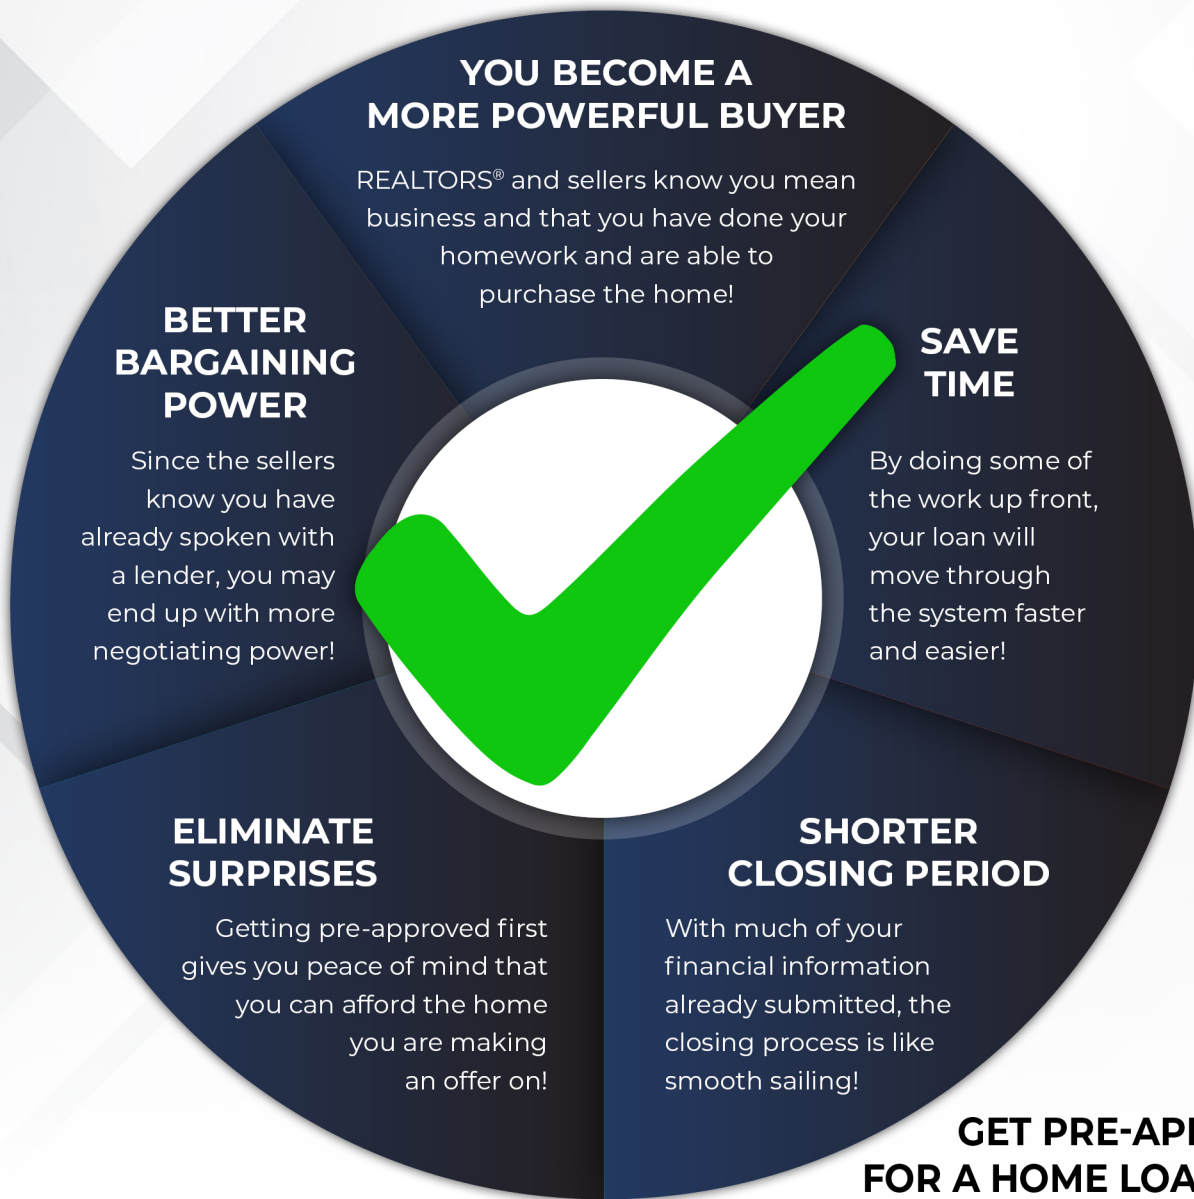 YOU BECOME A
MORE POWERFUL BUYER
REALTORS® and sellers know you mean
business and that you have done your
homework and are able to
purchase the home!
SAVE
TIME
By doing some of
the work up front,
your loan will
move through
the system faster
and easier!
SHORTER
CLOSING PERIOD
With much of your
financial information
already submitted, the
closing process is like
smooth sailing!
ELIMINATE
SURPRISES
Getting pre-approved first
gives you peace of mind that
you can afford the home
you are making
an offer on!
BETTER
BARGAINING
POWER
Since the sellers
know you have
already spoken with
a lender, you may
end up with more
negotiating power!
GET
FOR A HOME